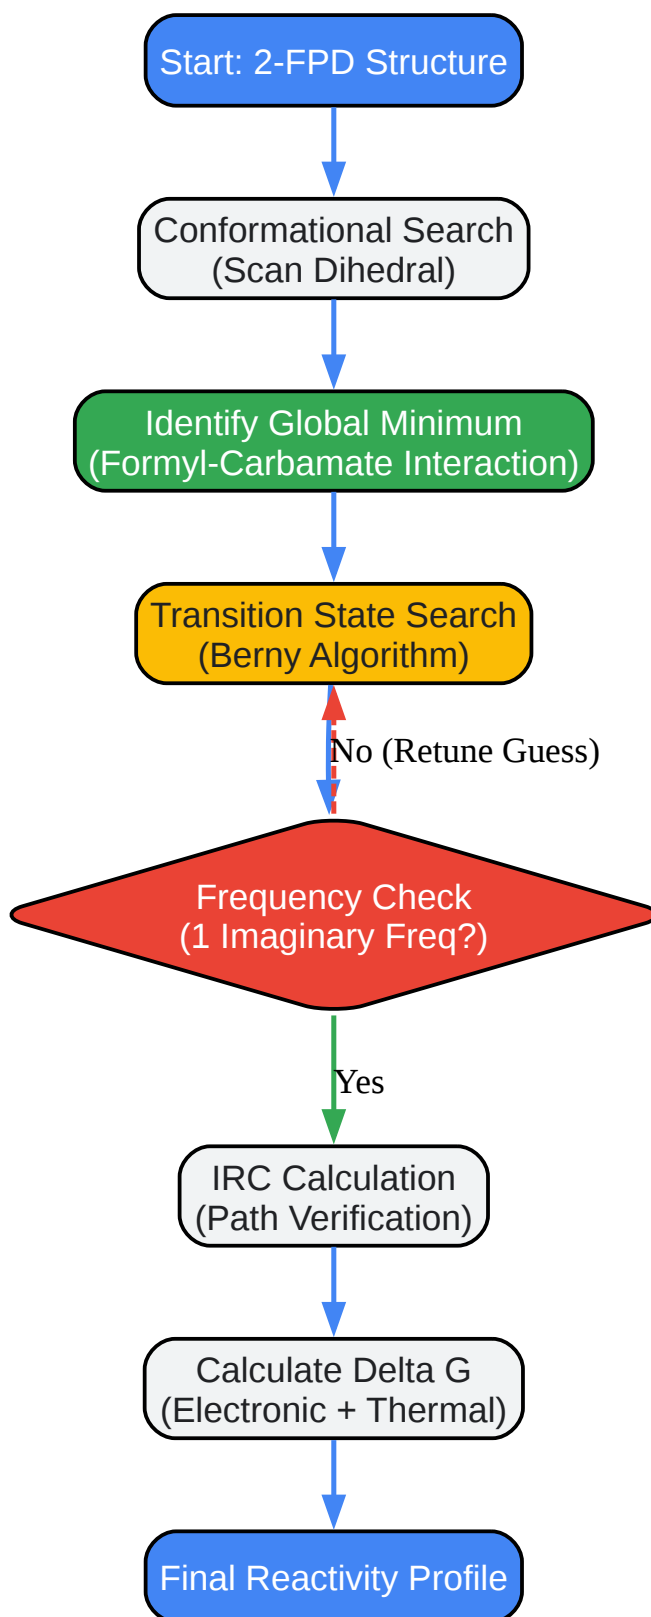 Start: 2-FPD Structure
Conformational Search
(Scan Dihedral)
Identify Global Minimum
(Formyl-Carbamate Interaction)
Transition State Search
(Berny Algorithm)
No (Retune Guess)
Frequency Check
(1 Imaginary Freq?)
Yes
IRC Calculation
(Path Verification)
Calculate Delta G
(Electronic + Thermal)
Final Reactivity Profile